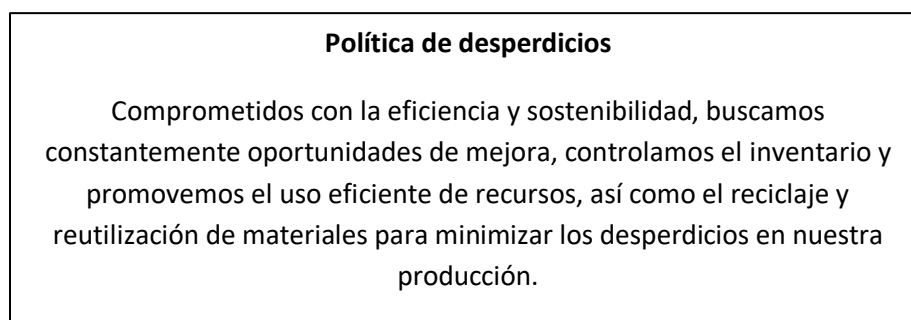 Política de desperdicios
Comprometidos con la eficiencia y sostenibilidad, buscamos
constantemente oportunidades de mejora, controlamos el inventario y
promovemos el uso eficiente de recursos, así como el reciclaje y
reutilización de materiales para minimizar los desperdicios en nuestra
producción.